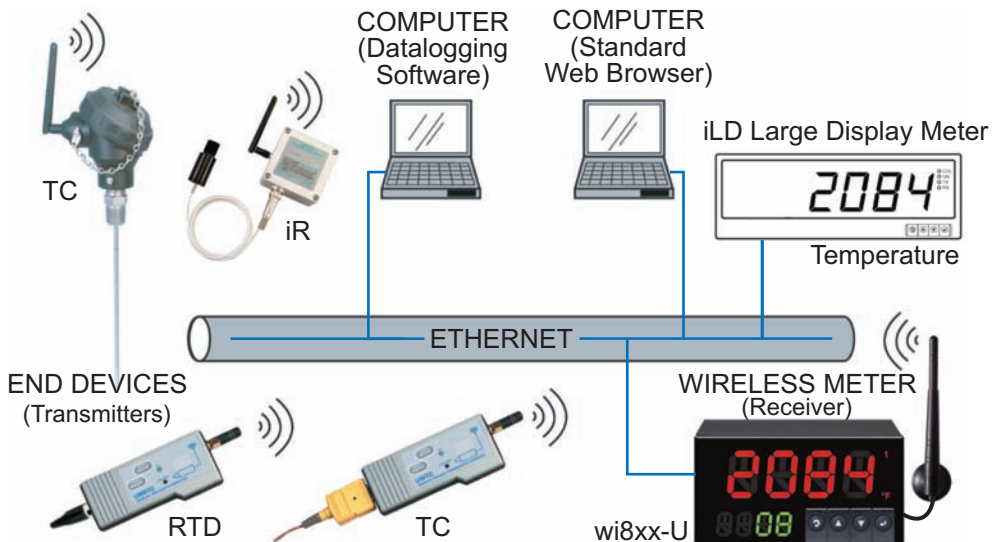 COMPUTER
(Datalogging
Software)
COMPUTER
(Standard
Web Browser)
iLD Large Display Meter
2084
Temperature
TC
iR
ETHERNET
END DEVICES
(Transmitters)
RTD
TC
WIRELESS METER
(Receiver)
2084
1
°F
08
wi8xx-U